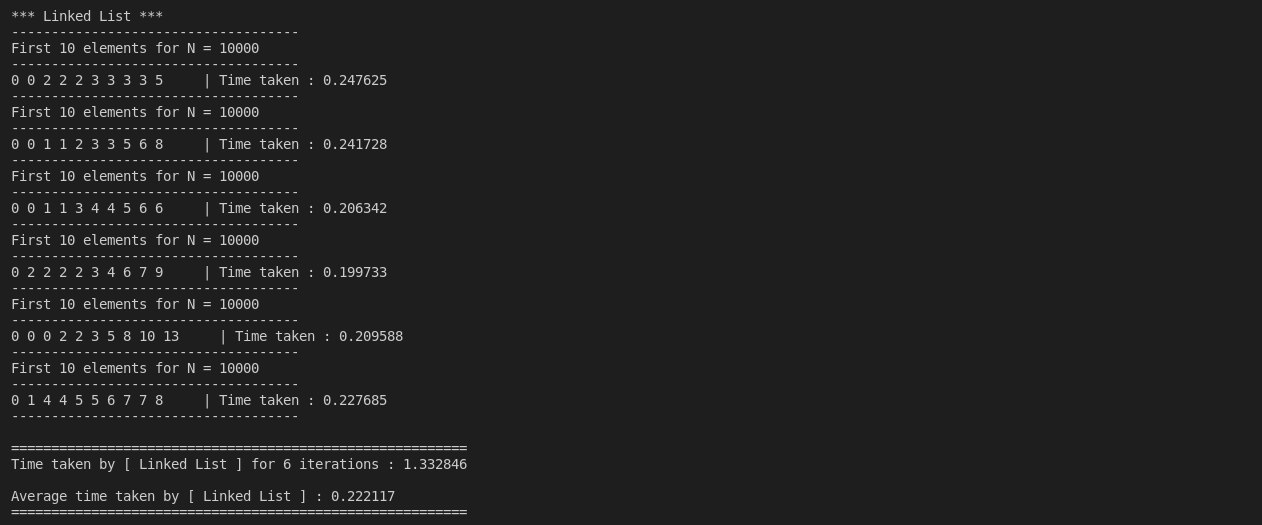 *** Linked List ***
------------------------------------
First 10 elements for N = 10000
------------------------------------
0 0 2 2 2 3 3 3 3 5     | Time taken : 0.247625
------------------------------------
First 10 elements for N = 10000
------------------------------------
0 0 1 1 2 3 3 5 6 8     | Time taken : 0.241728
------------------------------------
First 10 elements for N = 10000
------------------------------------
0 0 1 1 3 4 4 5 6 6     | Time taken : 0.206342
------------------------------------
First 10 elements for N = 10000
------------------------------------
0 2 2 2 2 3 4 6 7 9     | Time taken : 0.199733
------------------------------------
First 10 elements for N = 10000
------------------------------------
0 0 0 2 2 3 5 8 10 13     | Time taken : 0.209588
------------------------------------
First 10 elements for N = 10000
------------------------------------
0 1 4 4 5 5 6 7 7 8     | Time taken : 0.227685
------------------------------------
=========================================================
Time taken by [ Linked List ] for 6 iterations : 1.332846
Average time taken by [ Linked List ] : 0.222117
=========================================================